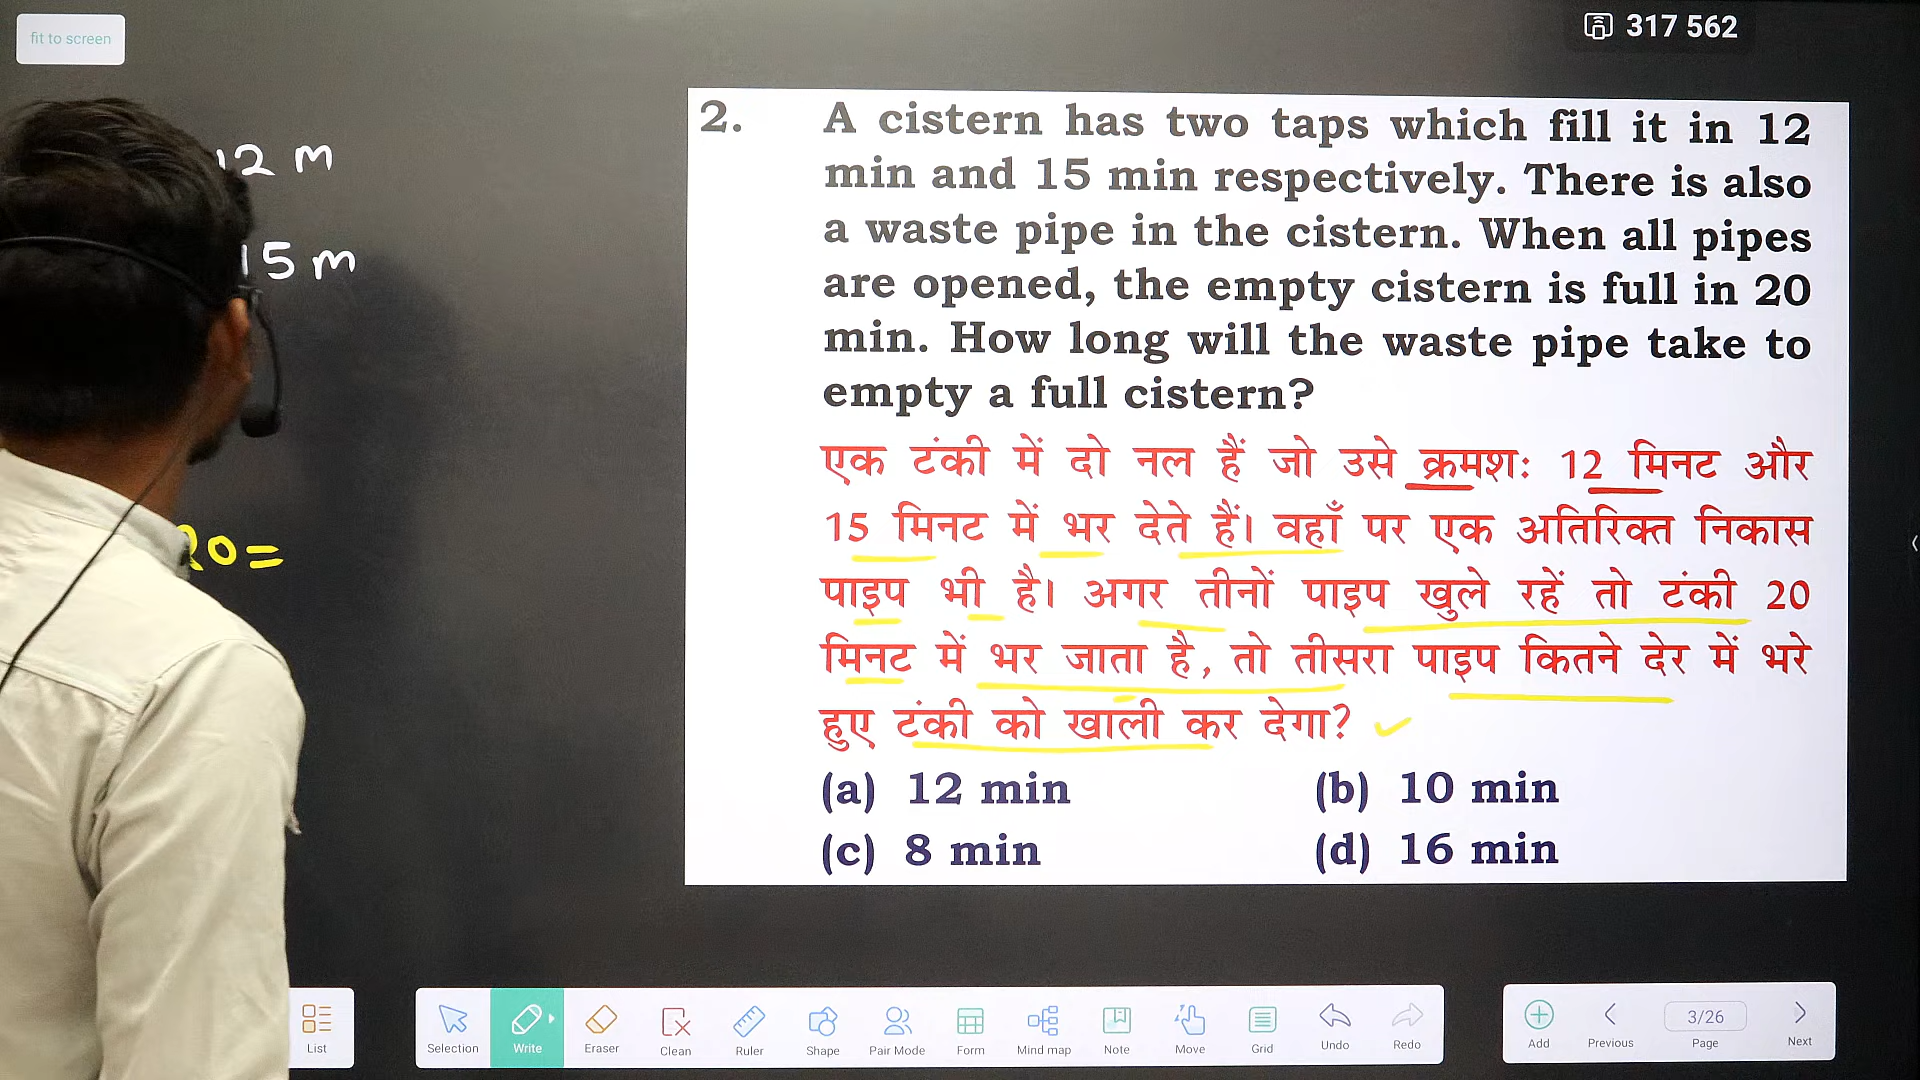 fit to screen
317 562
12 m
15 m
20=
2. A cistern has two taps which fill it in 12
min and 15 min respectively. There is also
a waste pipe in the cistern. When all pipes
are opened, the empty cistern is full in 20
min. How long will the waste pipe take to
empty a full cistern?
एक टंकी में दो नल हैं जो उसे क्रमशः 12 मिनट और
15 मिनट में भर देते हैं। वहाँ पर एक अतिरिक्त निकास
पाइप भी है। अगर तीनों पाइप खुले रहें तो टंकी 20
मिनट में भर जाता है, तो तीसरा पाइप कितने देर में भरे
हुए टंकी को खाली कर देगा?
(a) 12 min (b) 10 min
(c) 8 min (d) 16 min
List Selection Write Eraser Clean Ruler Shape Pair Mode Form Mind map Note Move Grid Undo Redo Add Previous 3/26 Page Next